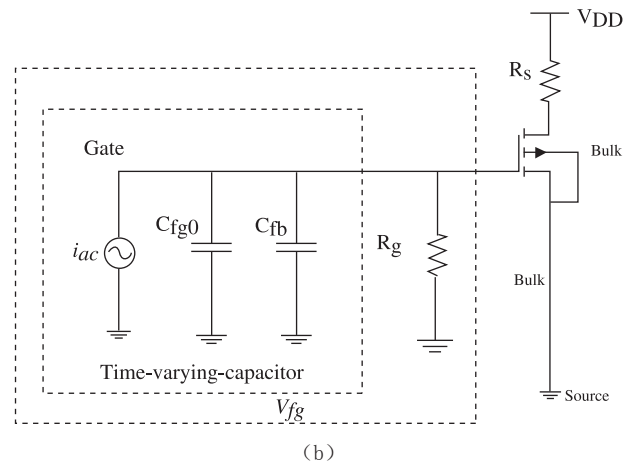 VDD
RS
Bulk
Gate
Cfg0
Cfb
Rg
iac
Bulk
Time-varying-capacitor
Vfg
Source
(b)